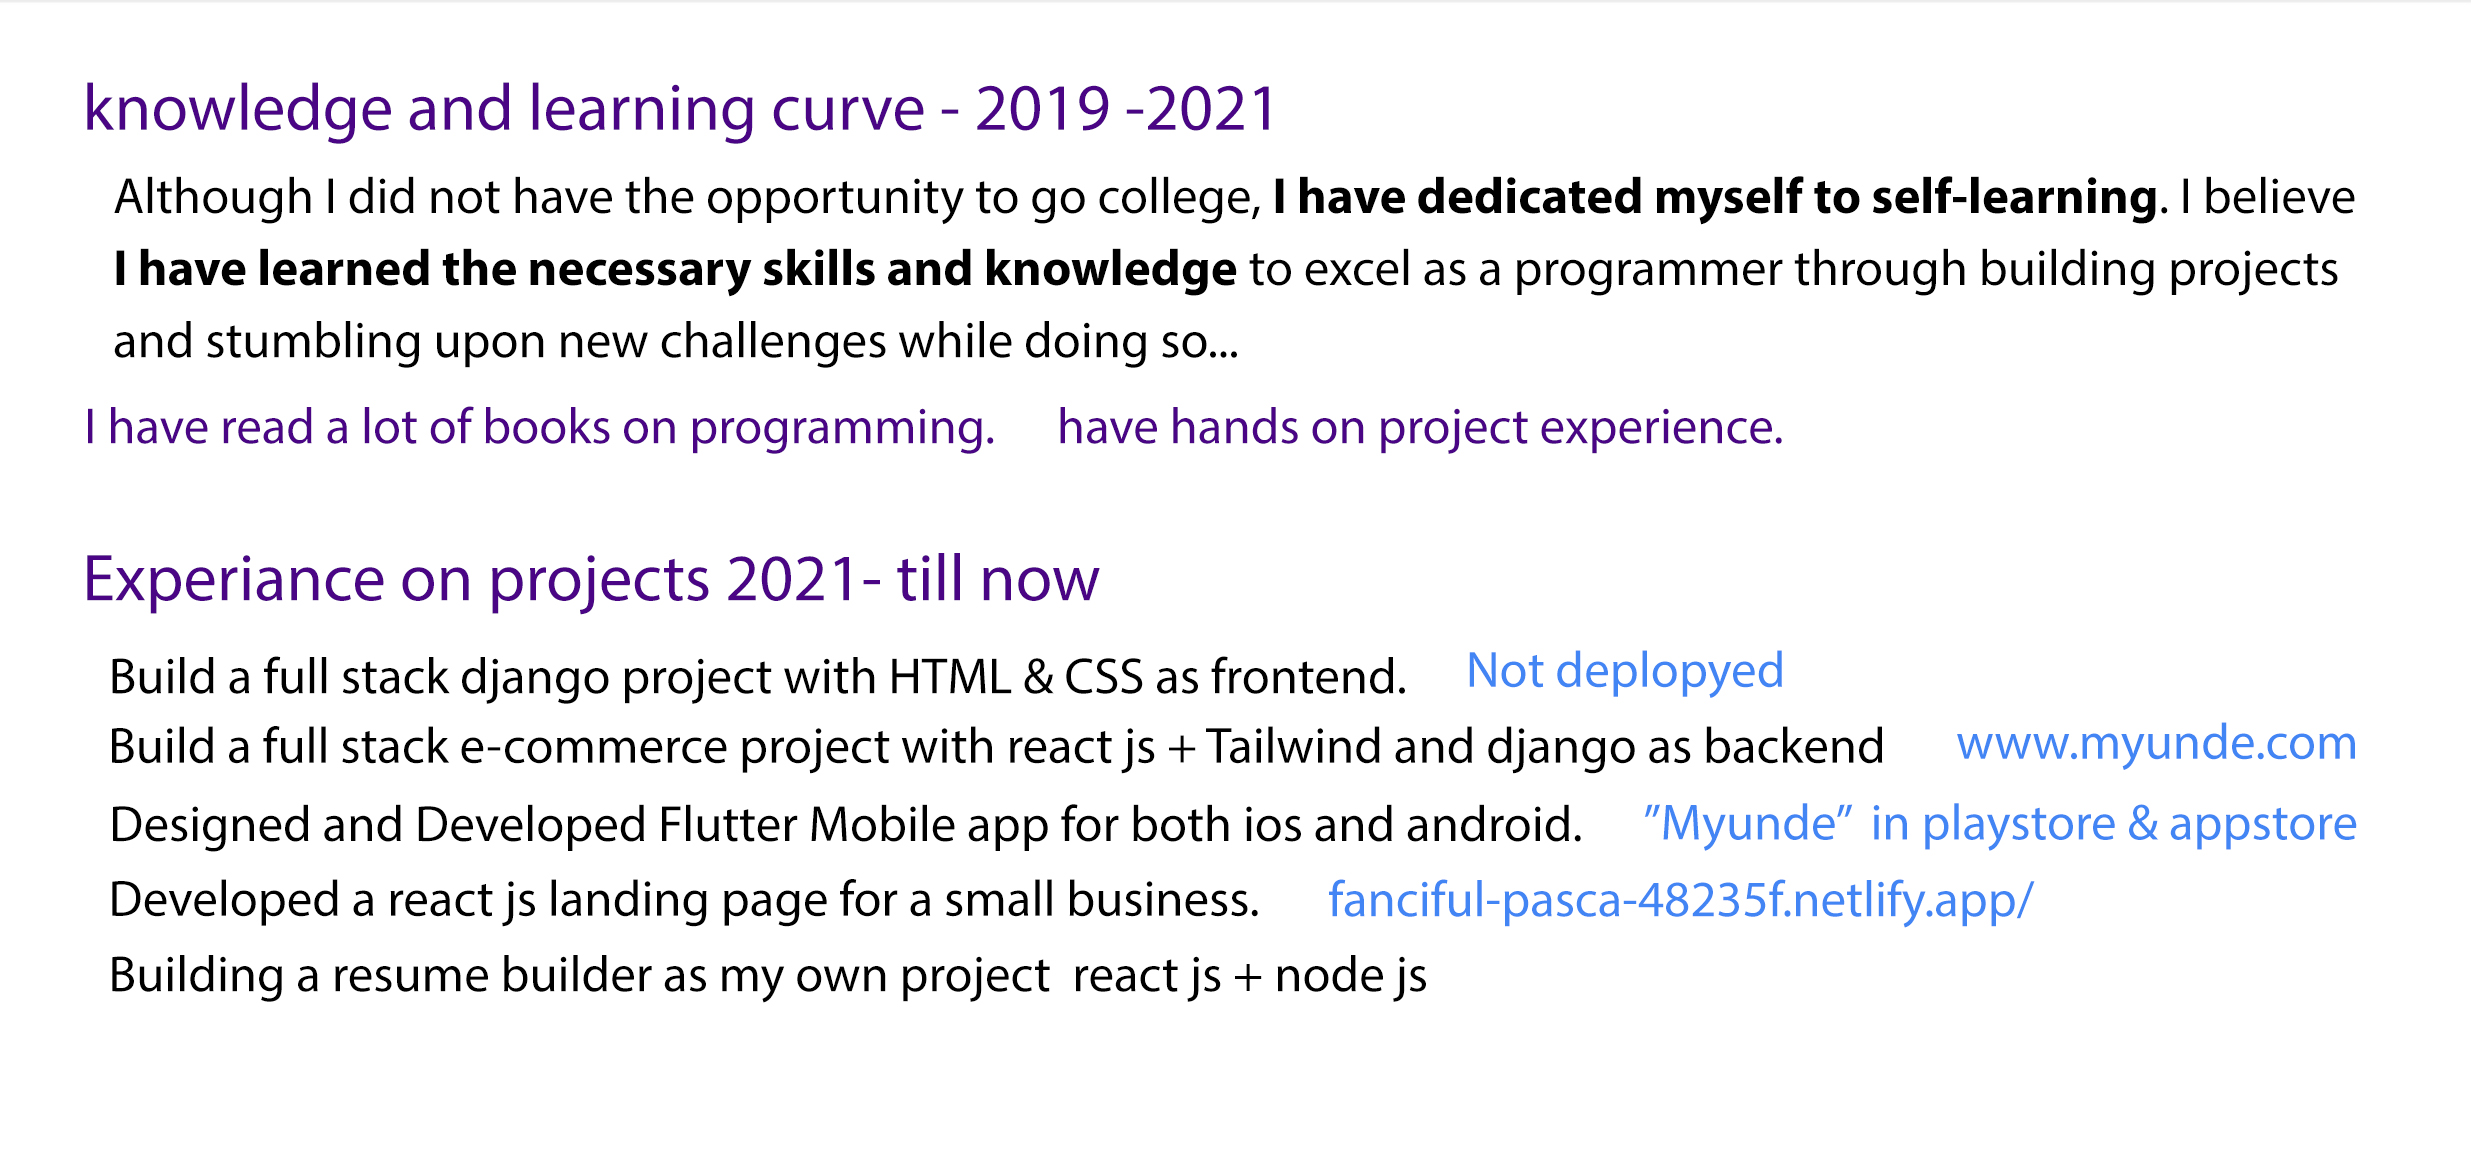 knowledge and learning curve - 2019 -2021
Although I did not have the opportunity to go college, I have dedicated myself to self-learning. I believe
I have learned the necessary skills and knowledge to excel as a programmer through building projects
and stumbling upon new challenges while doing so...
I have read a lot of books on programming. have hands on project experience.
Experiance on projects 2021- till now
Build a full stack django project with HTML & CSS as frontend. Not deplopyed
Build a full stack e-commerce project with react js + Tailwind and django as backend www.myunde.com
Designed and Developed Flutter Mobile app for both ios and android. ”Myunde” in playstore & appstore
Developed a react js landing page for a small business. fanciful-pasca-48235f.netlify.app/
Building a resume builder as my own project react js + node js